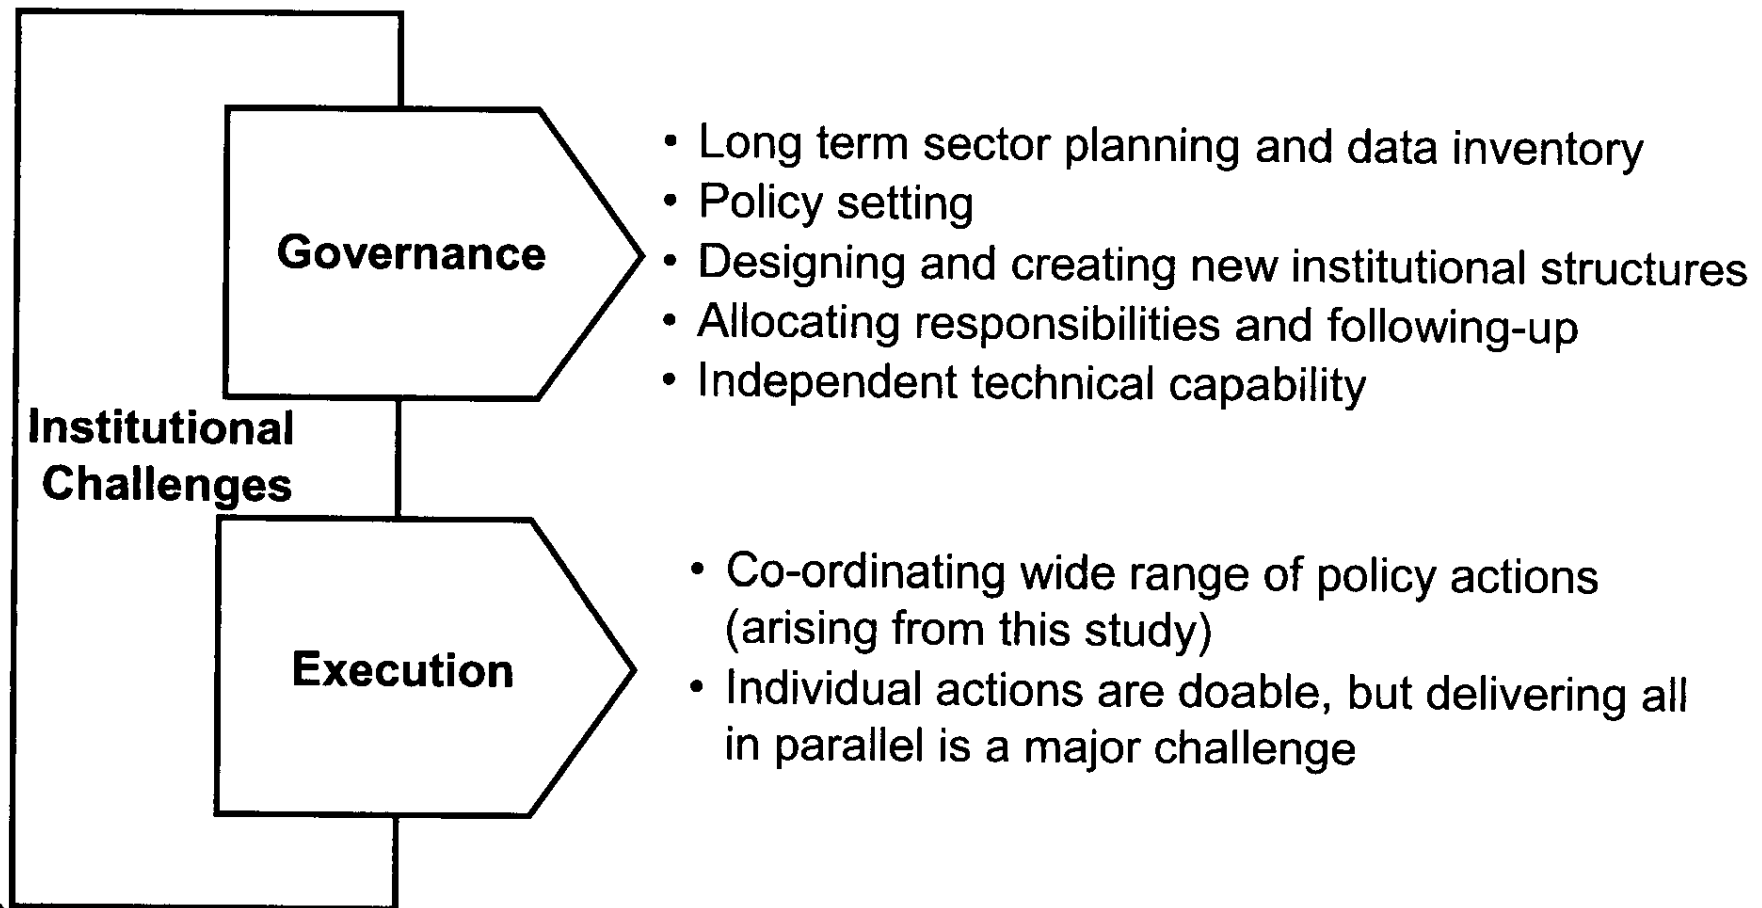 Institutional
Challenges
Governance
• Long term sector planning and data inventory
• Policy setting
• Designing and creating new institutional structures
• Allocating responsibilities and following-up
• Independent technical capability
Execution
• Co-ordinating wide range of policy actions
(arising from this study)
• Individual actions are doable, but delivering all
in parallel is a major challenge